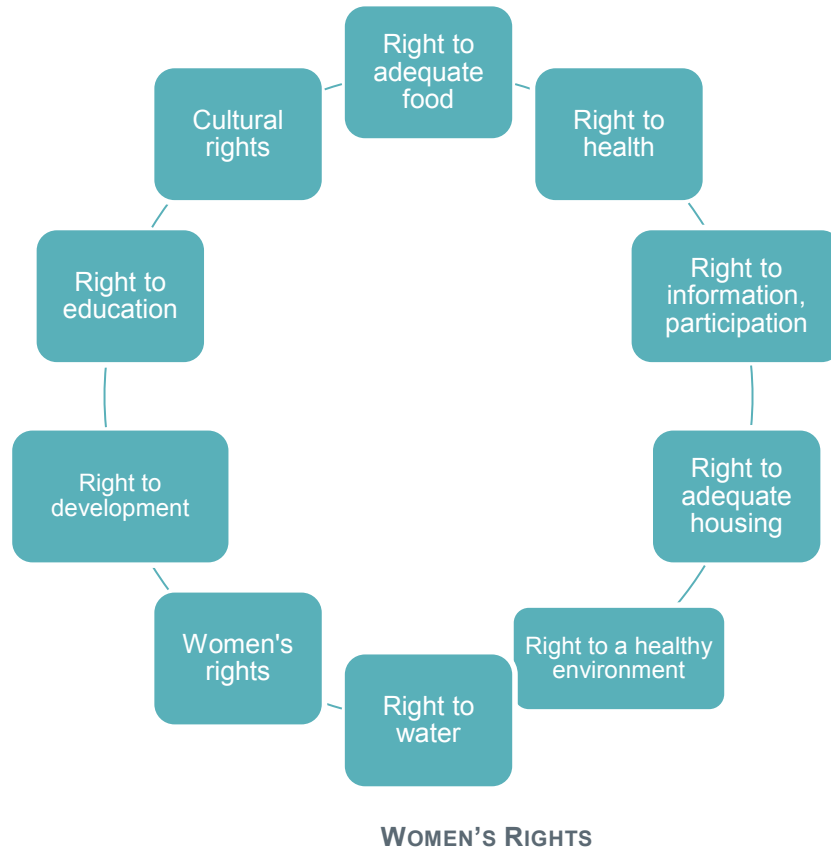 Right to
adequate
food
Right to
health
Right to
information,
participation
Right to
adequate
housing
Right to a healthy
environment
Right to
water
Women's
rights
Right to
development
Right to
education
Cultural
rights
WOMEN'S RIGHTS